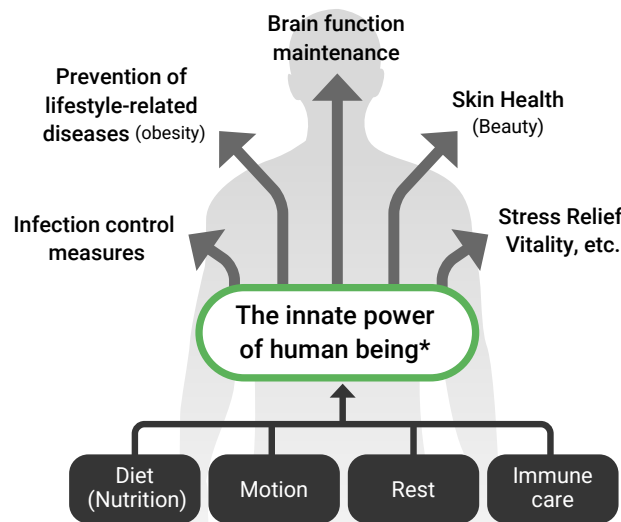 Brain function
maintenance
Prevention of
lifestyle-related
diseases (obesity)
Skin Health
(Beauty)
Infection control
measures
Stress Relief
Vitality, etc.
The innate power
of human being*
Diet
(Nutrition)
Motion
Rest
Immune
care